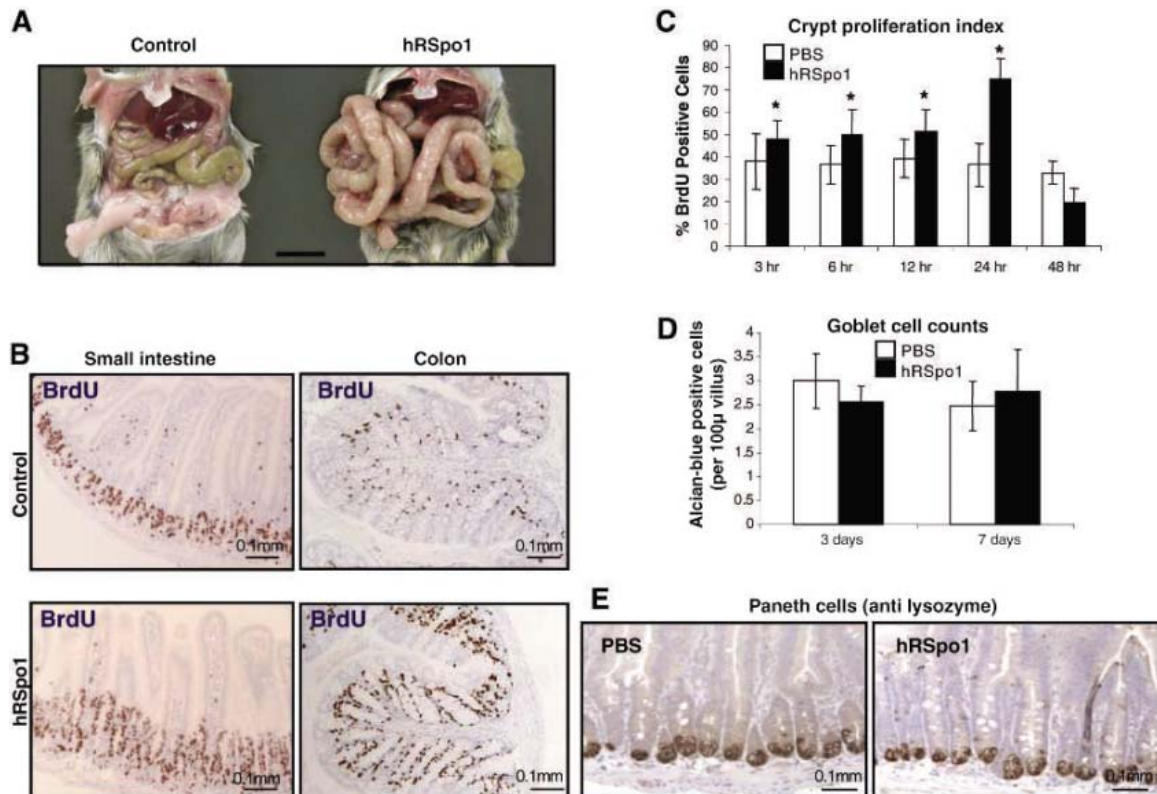 A
Control hRSpo1
B
Small intestine Colon
Control
BrdU BrdU
0.1mm 0.1mm
hRSpo1
BrdU BrdU
0.1mm 0.1mm
C
Crypt proliferation index
PBS
hRSpo1
% BrdU Positive Cells
90
80
70
60
50
40
30
20
10
0
* * * *
3 hr 6 hr 12 hr 24 hr 48 hr
D
Goblet cell counts
PBS
hRSpo1
Alcian-blue positive cells
(per 100µ villus)
4
3.5
3
2.5
2
1.5
1
0.5
0
3 days 7 days
E
Paneth cells (anti lysozyme)
PBS hRSpo1
0.1mm 0.1mm